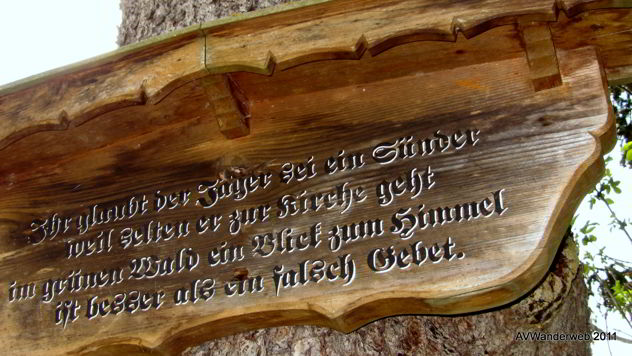 Ihr glaubt der Jäger sei ein Sünder
weil selten er zur Kirche geht
im grünen Wald ein Blick zum Himmel
ist besser als ein falsch Gebet.
AVWanderer 2011